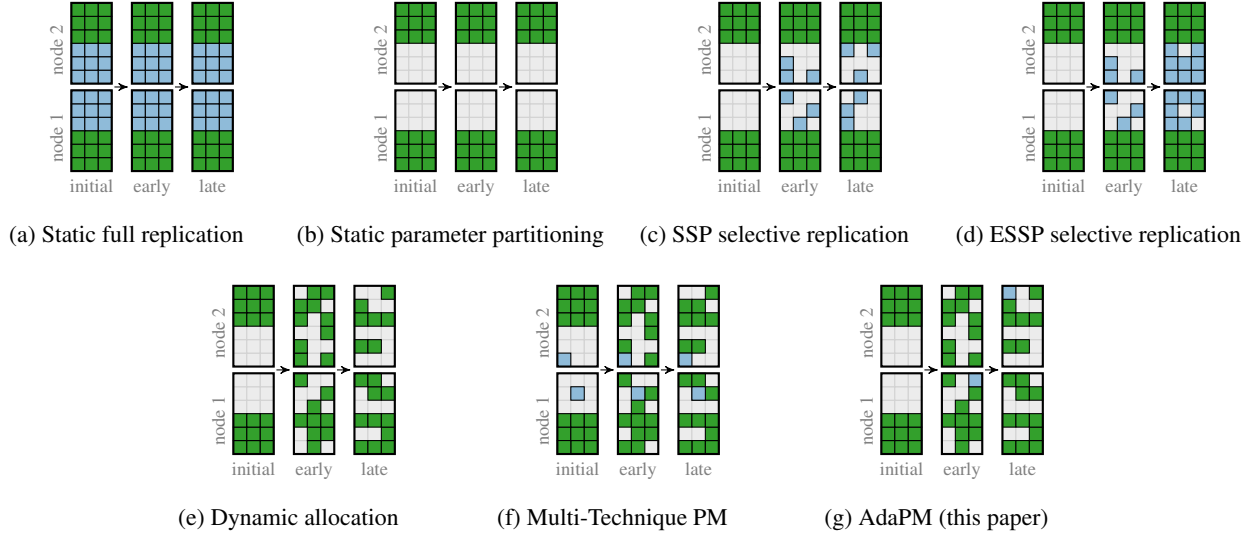 node 2
node 1
initial early late
node 2
node 1
initial early late
node 2
node 1
initial early late
node 2
node 1
initial early late
(a) Static full replication
(b) Static parameter partitioning
(c) SSP selective replication
(d) ESSP selective replication
node 2
node 1
initial early late
node 2
node 1
initial early late
node 2
node 1
initial early late
(e) Dynamic allocation
(f) Multi-Technique PM
(g) AdaPM (this paper)